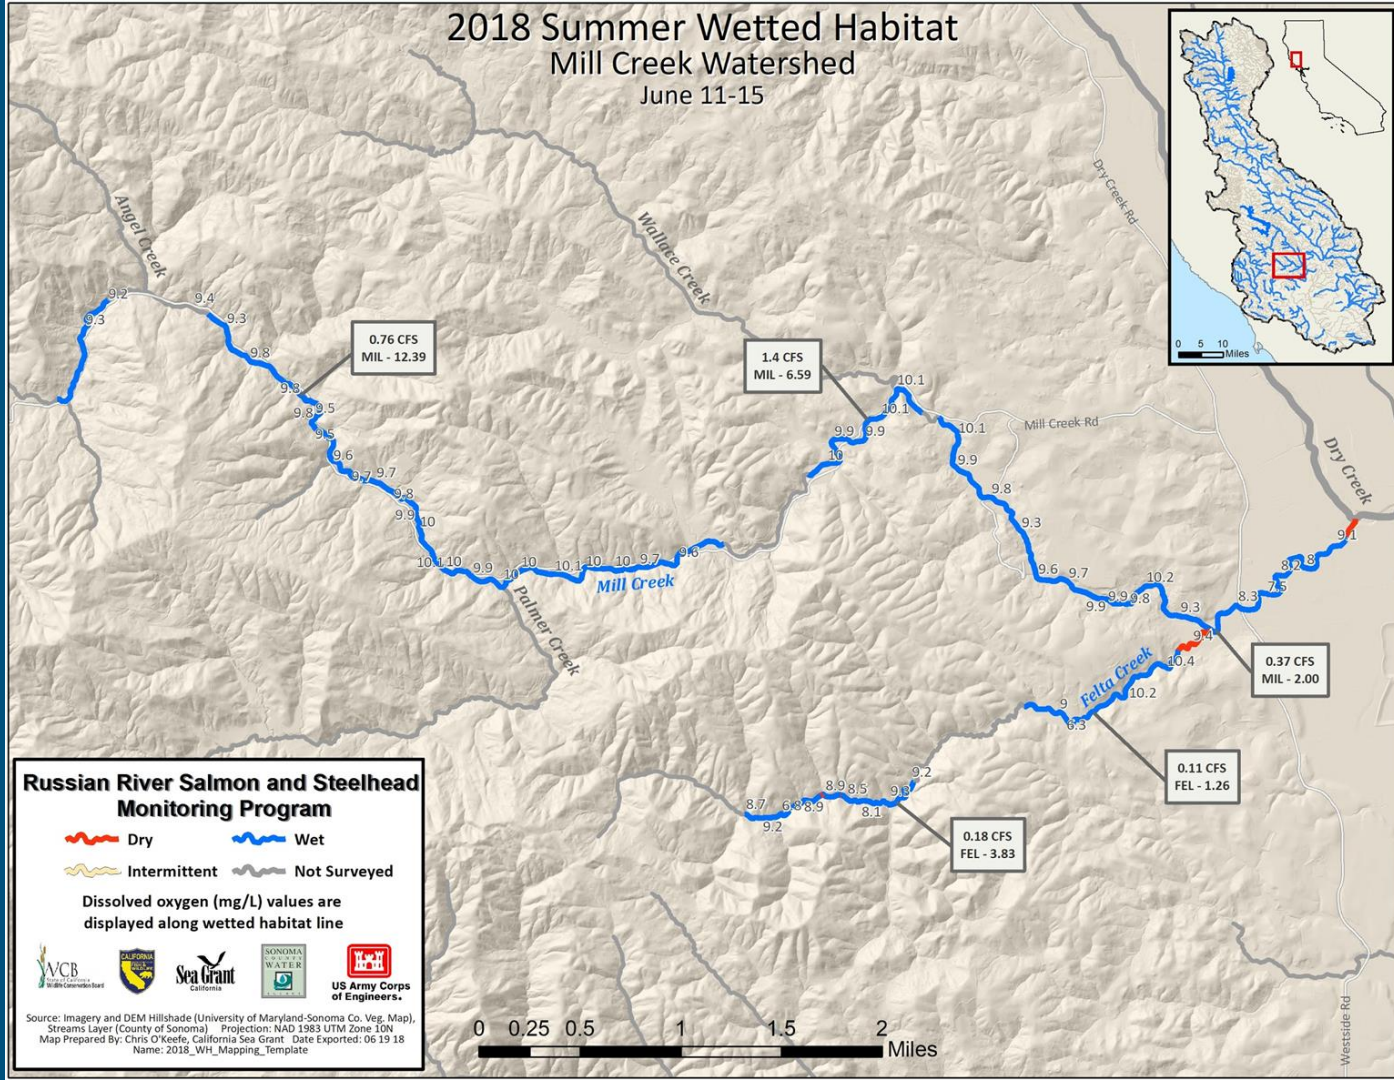 2018 Summer Wetted Habitat
Mill Creek Watershed
June 11-15
Dry Creek Rd
0 5 10 Miles
Angel Creek
Wallace Creek
9.2
9.3
9.4
9.3
9.8
0.76 CFS
MIL - 12.39
9.8
9.5
9.8
9.5
9.6
9.7
9.7
9.8
9.9
10
10.1
10
9.9
10
10
10.1
10
10
9.7
9.6
Mill Creek
Palmer Creek
1.4 CFS
MIL - 6.59
10.1
10.1
9.9
9.9
10
10.1
9.9
9.8
9.3
Mill Creek Rd
Dry Creek
9.6
9.7
9.9
9.9
9.8
10.2
9.3
9.4
8.3
7.5
8.2
8
9.1
0.37 CFS
MIL - 2.00
Felta Creek
10.4
10.2
9
6.3
0.11 CFS
FEL - 1.26
9.2
9.3
8.1
8.5
8.9
8.9
6.8
9.2
8.7
0.18 CFS
FEL - 3.83
Westside Rd
Russian River Salmon and Steelhead
Monitoring Program
Dry
Wet
Intermittent
Not Surveyed
Dissolved oxygen (mg/L) values are
displayed along wetted habitat line
WCB
State of California
Wildlife Conservation Board
CALIFORNIA
Sea Grant
California
SONOMA
COUNTY
WATER
US Army Corps
of Engineers.
Source: Imagery and DEM Hillshade (University of Maryland-Sonoma Co. Veg. Map),
Streams Layer (County of Sonoma) Projection: NAD 1983 UTM Zone 10N
Map Prepared By: Chris O'Keefe, California Sea Grant Date Exported: 06 19 18
Name: 2018_WH_Mapping_Template
0 0.25 0.5 1 1.5 2 Miles